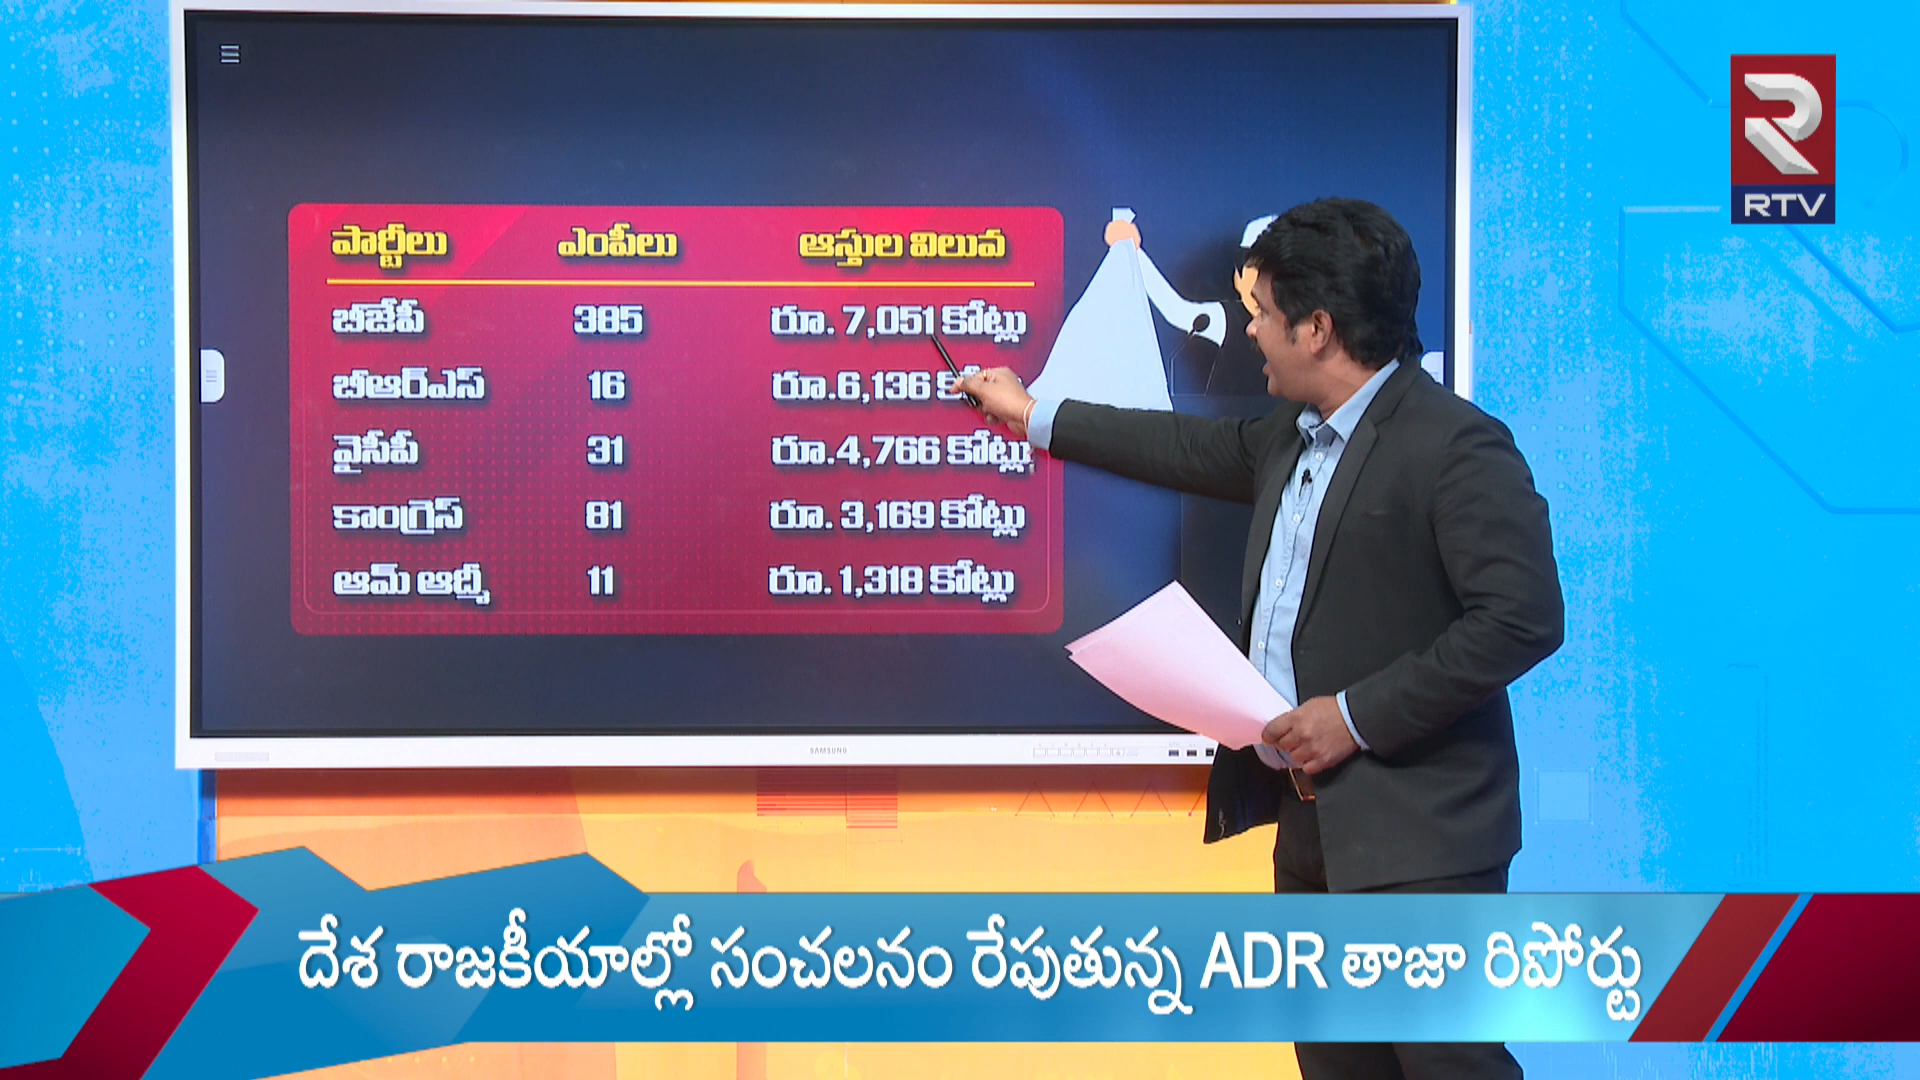 RTV
పార్టీలు ఎంపీలు ఆస్తుల విలువ
బీజేపీ 385 రూ. 7,051 కోట్లు
బీఆర్ఎస్ 16 రూ.6,136
వైసీపీ 31 రూ.4,766 కోట్లు
కాంగ్రెస్ 81 రూ. 3,169 కోట్లు
ఆమ్ ఆద్మీ 11 రూ. 1,318 కోట్లు
SAMSUNG
దేశ రాజకీయాల్లో సంచలనం రేపుతున్న ADR తాజా రిపోర్టు